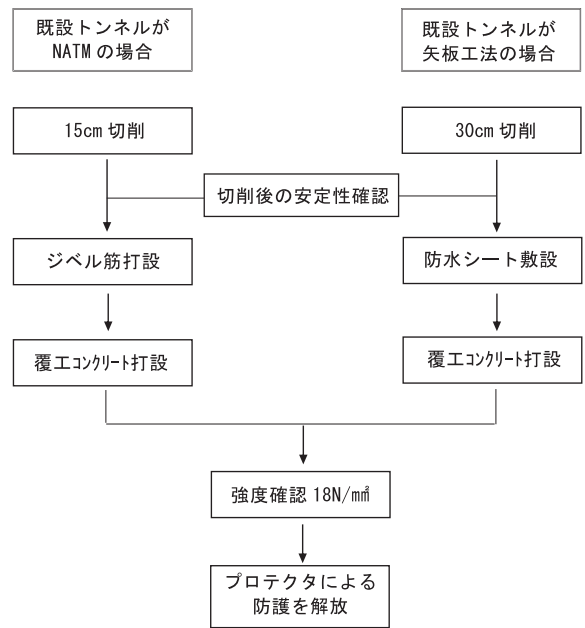 既設トンネルが
NATMの場合
既設トンネルが
矢板工法の場合
15cm 切削
30cm 切削
切削後の安定性確認
ジベル筋打設
防水シート敷設
覆工ｺﾝｸﾘｰﾄ打設
覆工ｺﾝｸﾘｰﾄ打設
強度確認 18N/m㎡
プロテクタによる
防護を解放